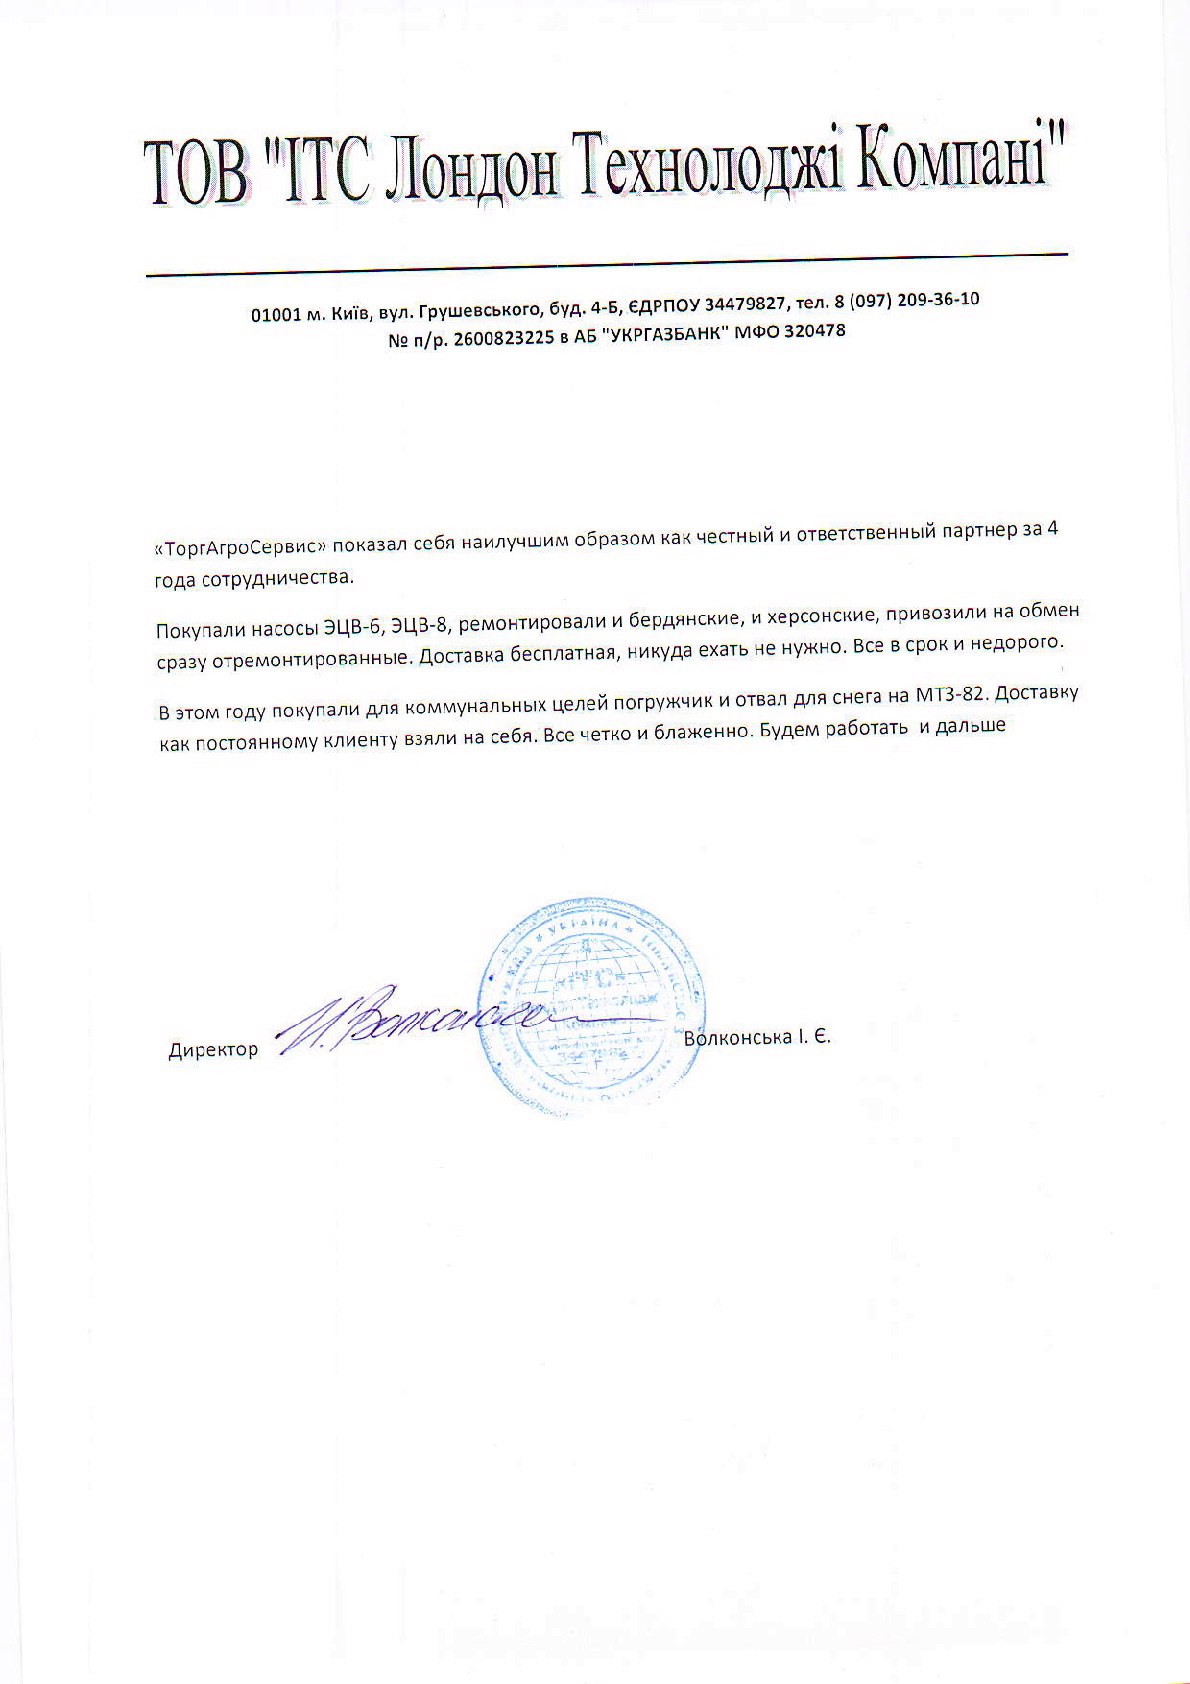 ТОВ "ІТС Лондон Технолоджі Компані"
01001 м. Київ, вул. Грушевського, буд. 4-Б, ЄДРПОУ 34479827, тел. 8 (097) 209-36-10
№ п/р. 2600823225 в АБ "УКРГАЗБАНК" МФО 320478
«ТоргАгроСервис» показал себя наилучшим образом как честный и ответственный партнер за 4
года сотрудничества.
Покупали насосы ЭЦВ-6, ЭЦВ-8, ремонтировали и бердянские, и херсонские, привозили на обмен
сразу отремонтированные. Доставка бесплатная, никуда ехать не нужно. Все в срок и недорого.
В этом году покупали для коммунальных целей погружчик и отвал для снега на МТЗ-82. Доставку
как постоянному клиенту взяли на себя. Все четко и блаженно. Будем работать и дальше
УКРАЇНА
Директор
Волконська І. Є.